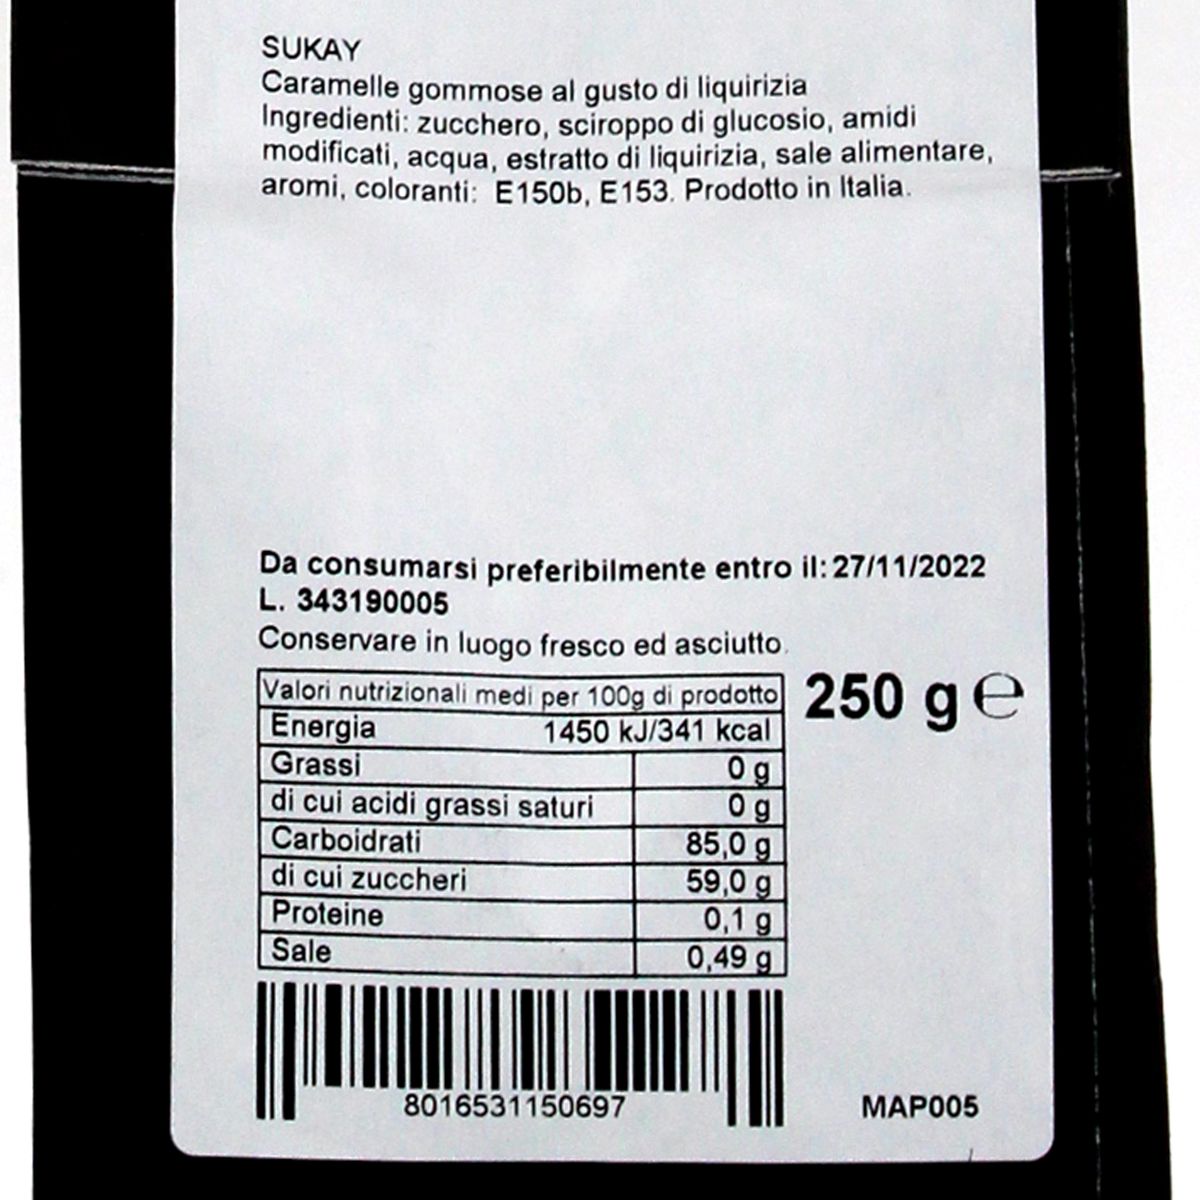 SUKAY
Caramelle gommose al gusto di liquirizia
Ingredienti: zucchero, sciroppo di glucosio, amidi
modificati, acqua, estratto di liquirizia, sale alimentare,
aromi, coloranti: E150b, E153. Prodotto in Italia.
Da consumarsi preferibilmente entro il: 27/11/2022
L. 343190005
Conservare in luogo fresco ed asciutto.
Valori nutrizionali medi per 100g di prodotto
250 g e
Energia 1450 kJ/341 kcal
Grassi 0 g
di cui acidi grassi saturi 0 g
Carboidrati 85,0 g
di cui zuccheri 59,0 g
Proteine 0,1 g
Sale 0,49 g
8016531150697
MAP005